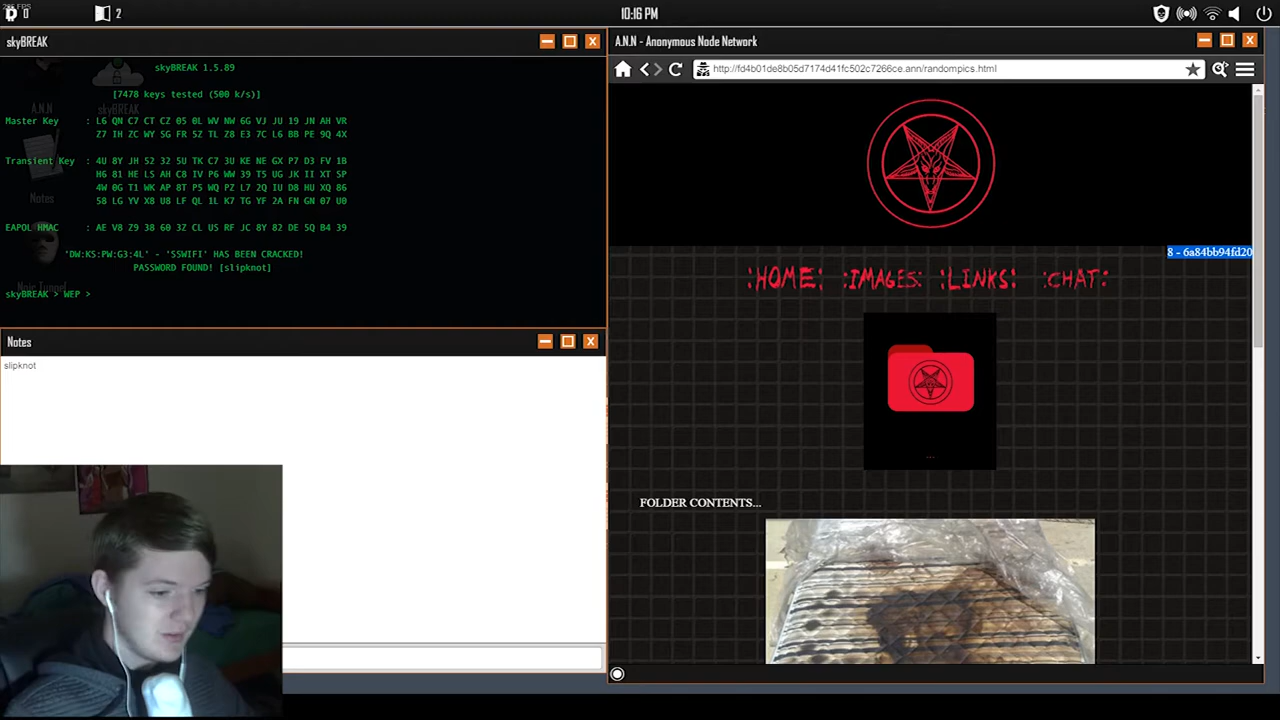 0
2
10:16 PM
skyBREAK
skyBREAK 1.5.89
[7478 keys tested (500 k/s)]
Master Key : L6 QN C7 CT CZ 05 0L WV NW 6G VJ JU 19 JN AH VR
Z7 IH ZC WY SG FR 5Z TL Z8 E3 7C L6 BB PE 9Q 4X
Transient Key : 4U 8Y JH 52 32 5U TK C7 3U KE NE GX P7 D3 FV 1B
H6 81 HE LS AH C8 IV P6 WW 39 T5 UG JK II XT SP
4W 0G T1 WK AP 8T P5 WQ PZ L7 2Q IU D8 HU XQ 86
58 LG YV X8 U8 LF QL IL K7 TG YF 2A FN GN 07 U0
EAPOL HMAC : AE V8 Z9 38 60 3Z CL US RF JC 8Y 82 DE 5Q B4 39
'DW:KS:PW:G3:4L' - 'SSWIFI' HAS BEEN CRACKED!
PASSWORD FOUND! [slipknot]
skyBREAK > WEP >
A.N.N
skyBREAK
Notes
Notes
slipknot
A.N.N - Anonymous Node Network
http://fd4b01de8b05d7174d41fc502c7266ce.ann/randompics.html
8 - 6a84bb94fd20
:HOME: :IMAGES: :LINKS: :CHAT:
...
FOLDER CONTENTS...